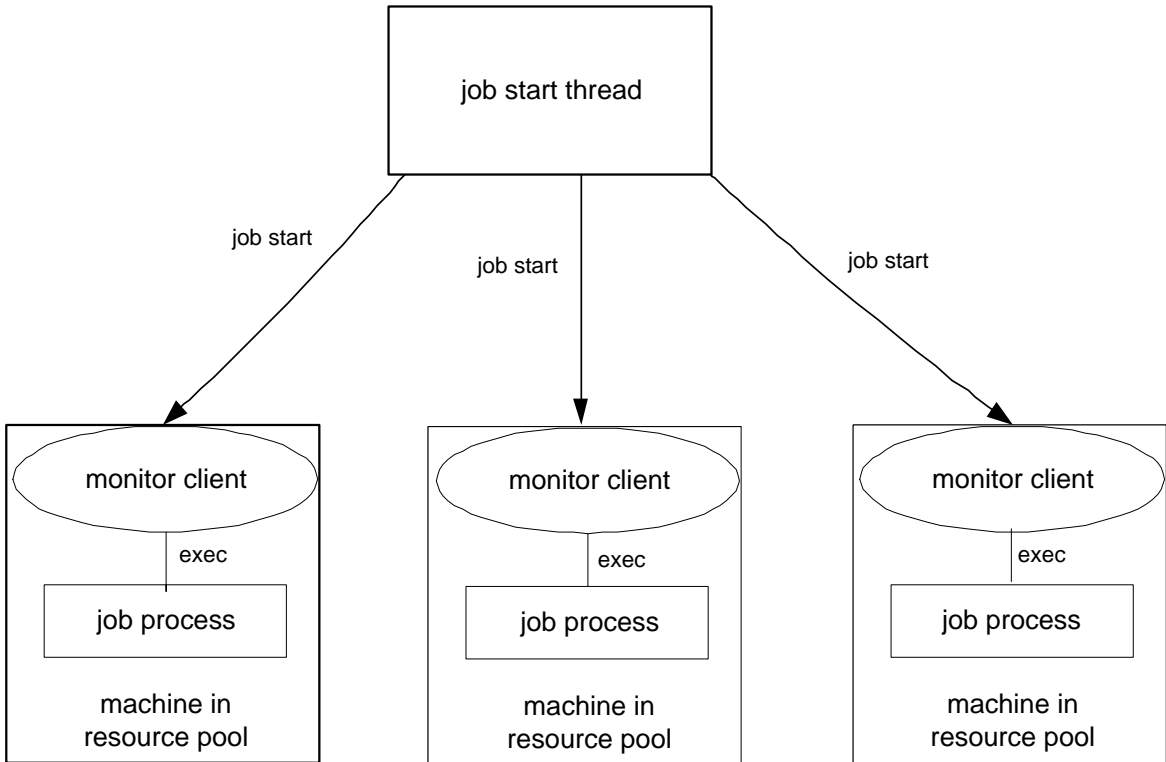 job start thread
job start
job start
job start
monitor client
exec
job process
machine in
resource pool
monitor client
exec
job process
machine in
resource pool
monitor client
exec
job process
machine in
resource pool